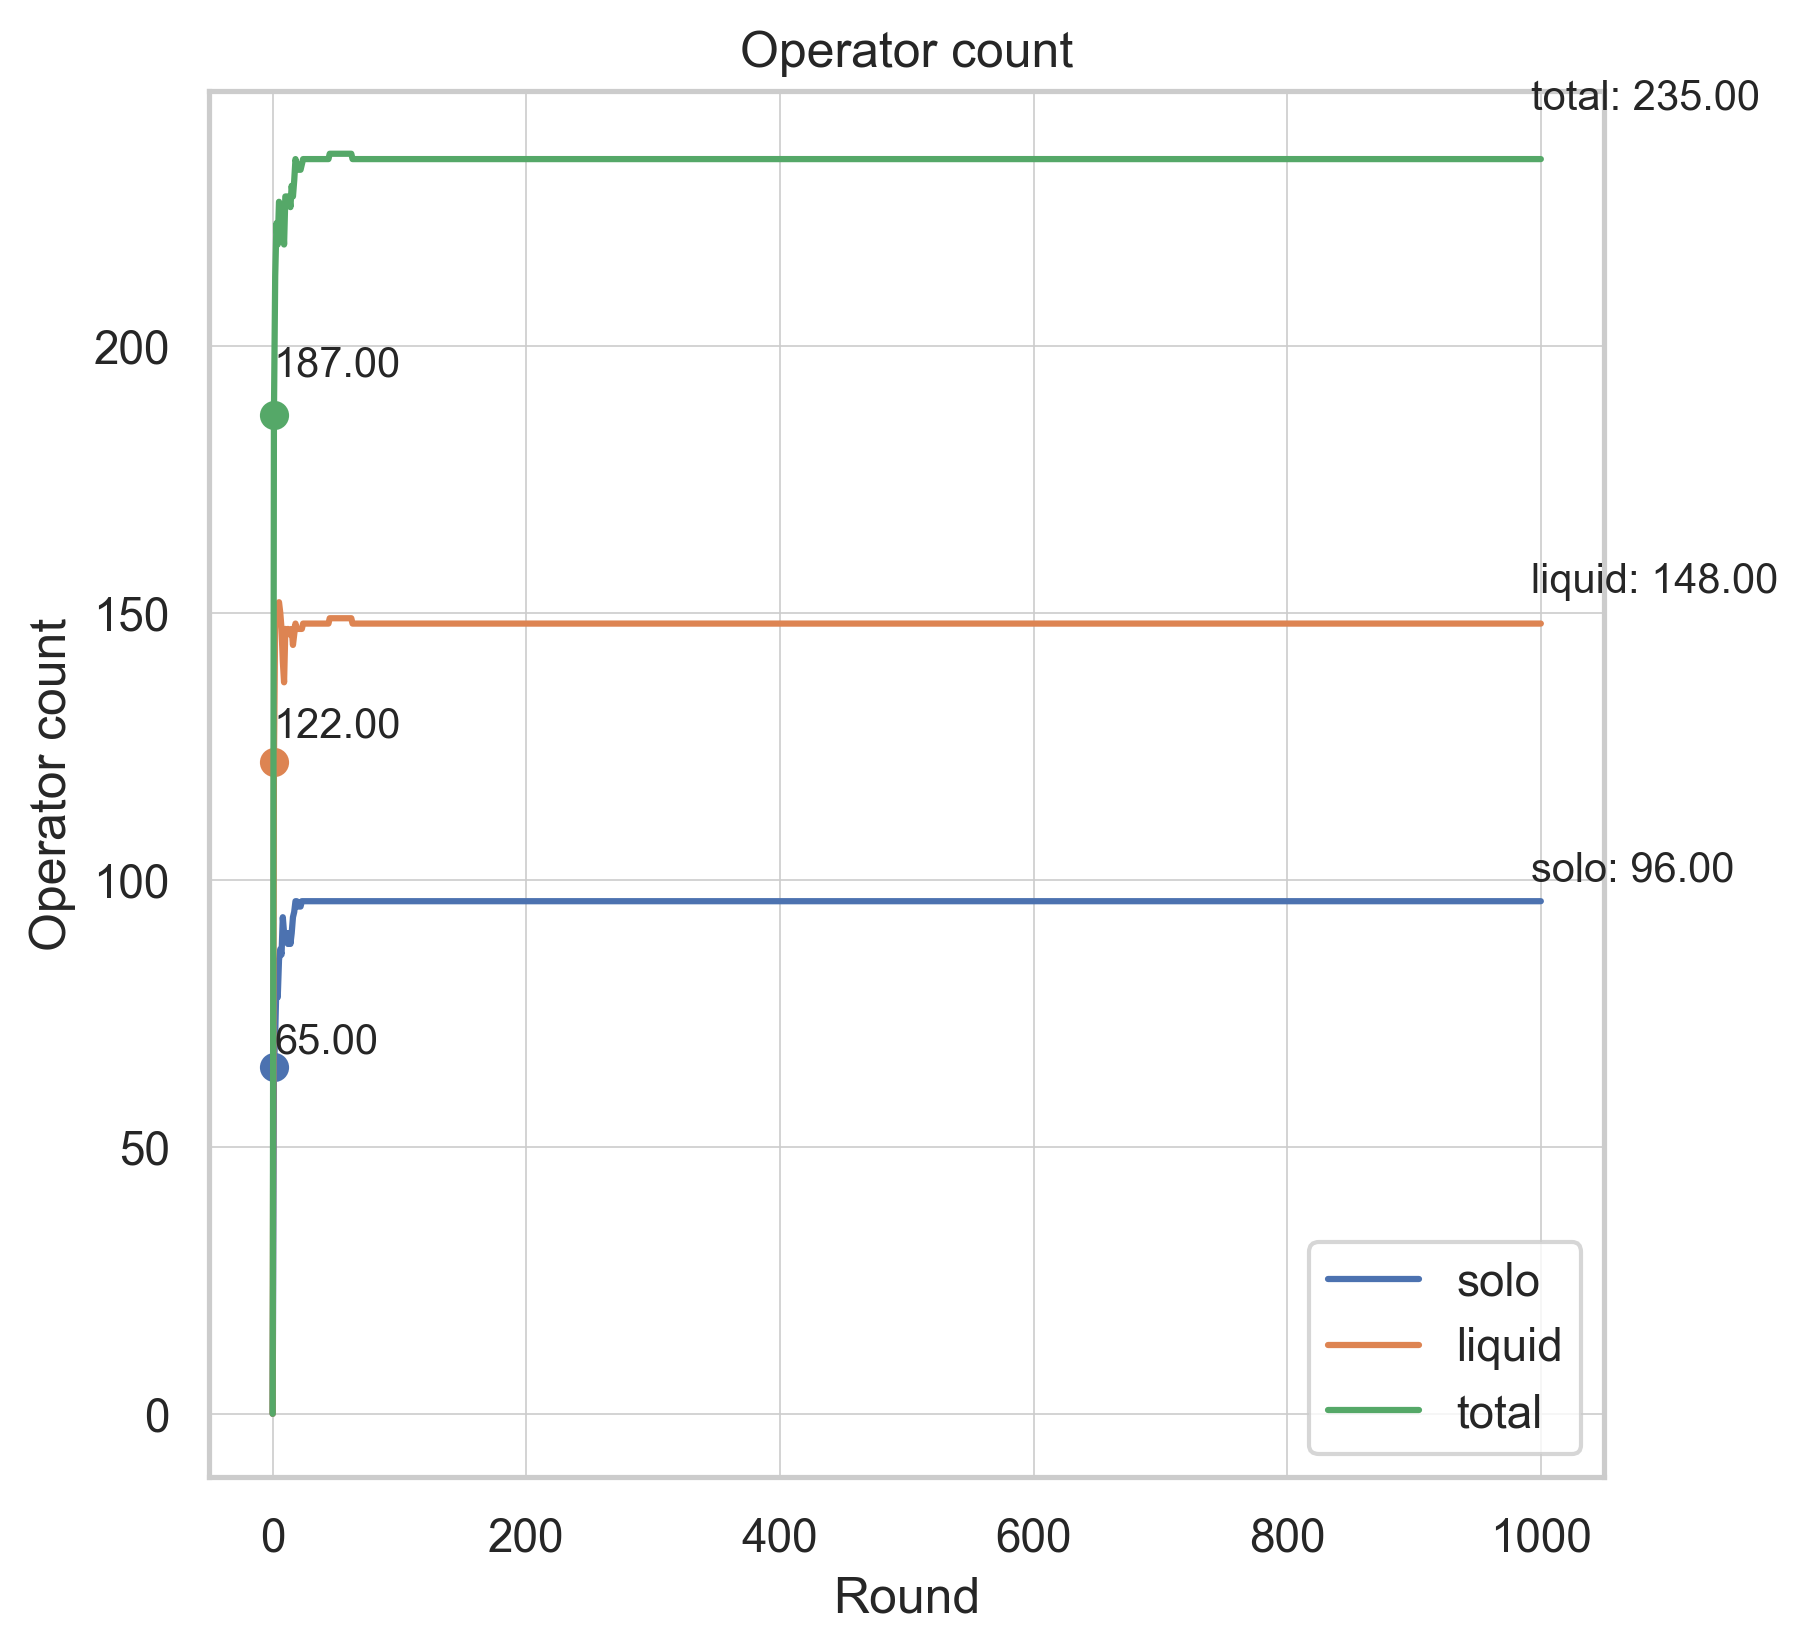 Operator count
total: 235.00
200
187.00
liquid: 148.00
150
122.00
solo: 96.00
100
65.00
50
0
Operator count
solo
liquid
total
0 200 400 600 800 1000
Round